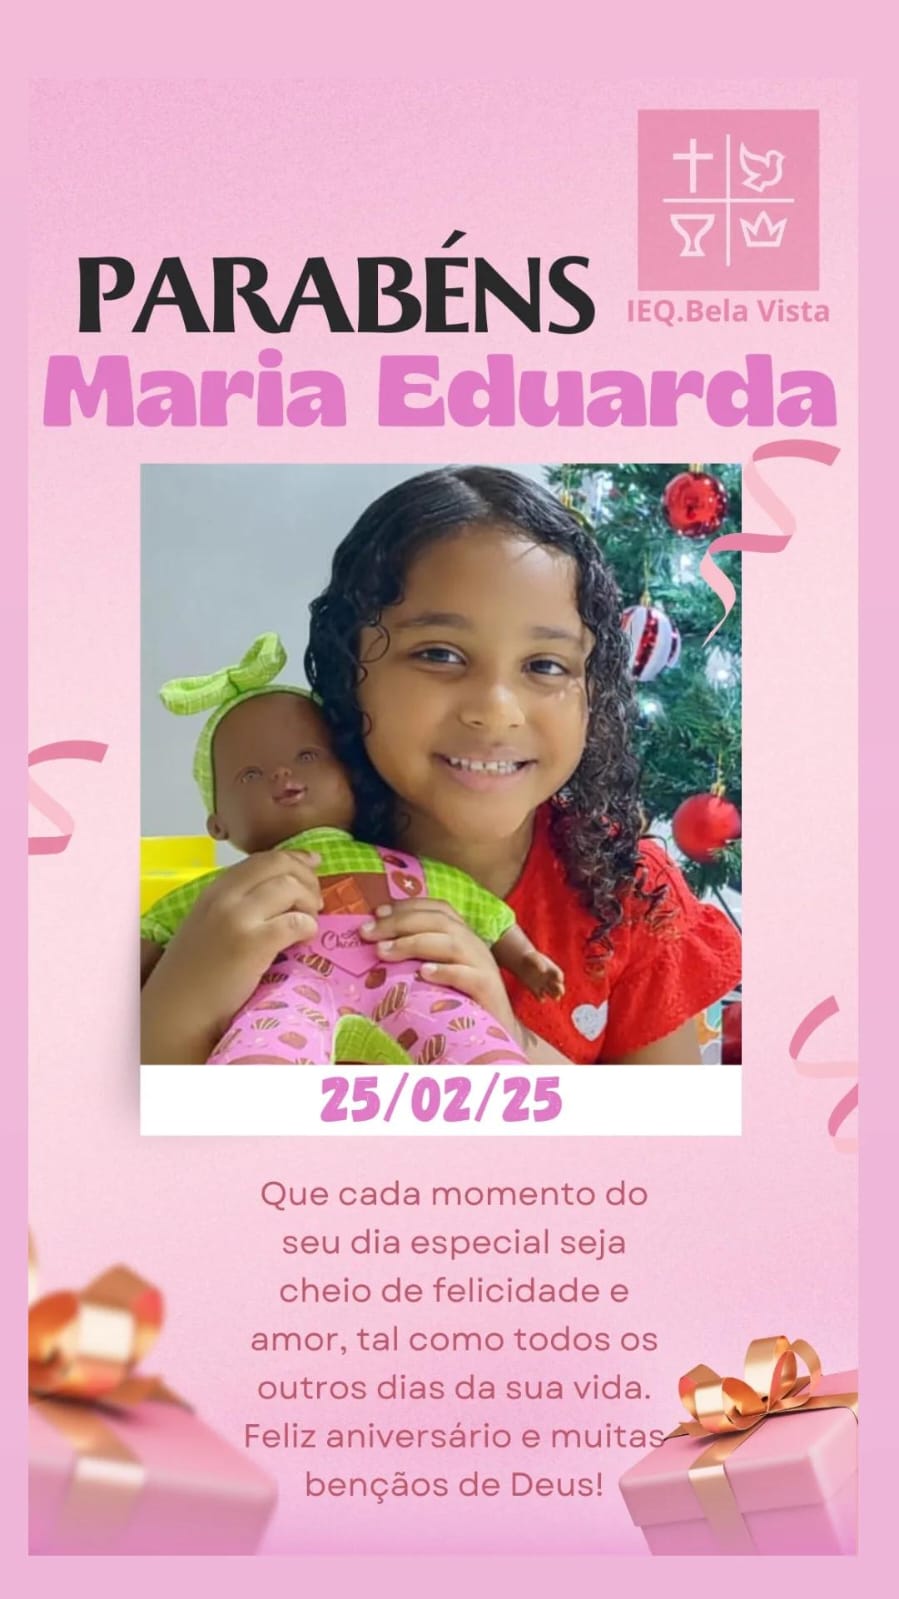 IEQ.Bela Vista
PARABÉNS
Maria Eduarda
25/02/25
Que cada momento do
seu dia especial seja
cheio de felicidade e
amor, tal como todos os
outros dias da sua vida.
Feliz aniversário e muitas
bençãos de Deus!